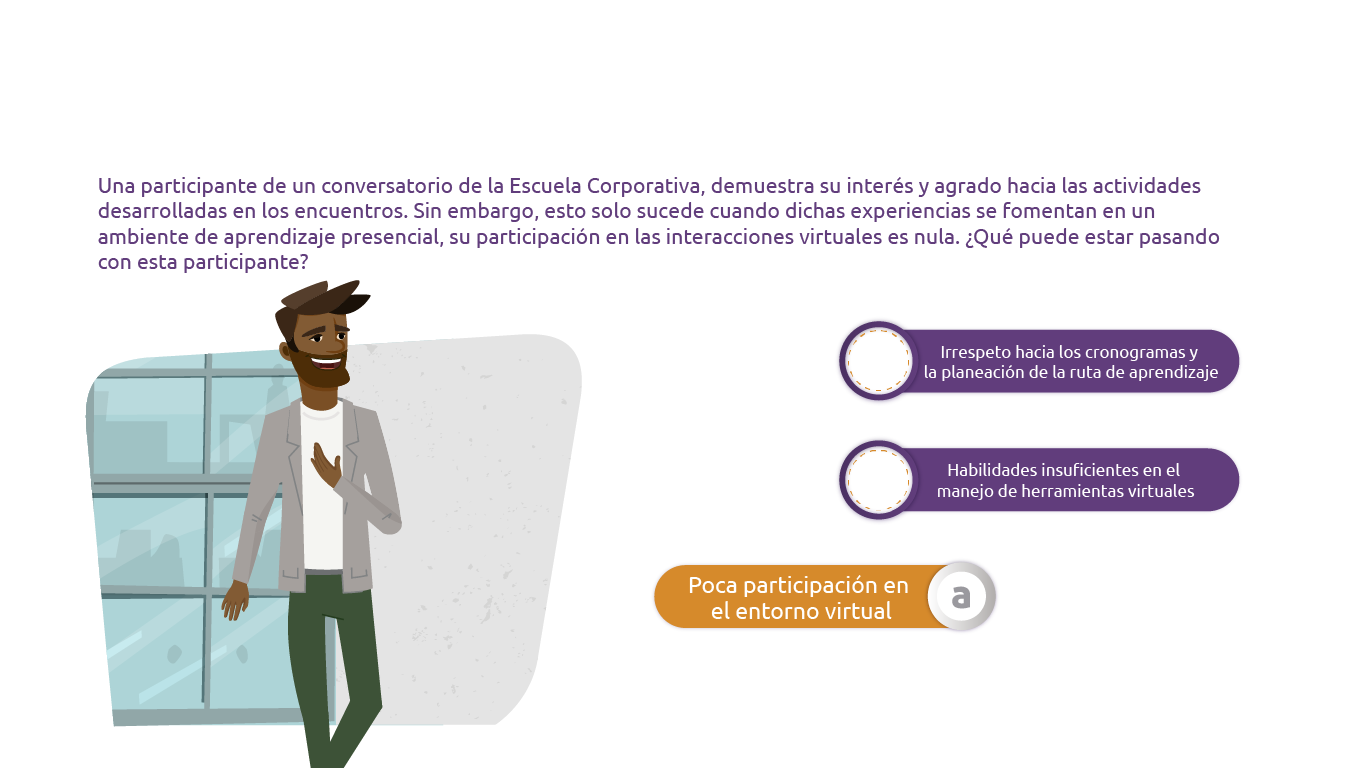 Una participante de un conversatorio de la Escuela Corporativa, demuestra su interés y agrado hacia las actividades
desarrolladas en los encuentros. Sin embargo, esto solo sucede cuando dichas experiencias se fomentan en un
ambiente de aprendizaje presencial, su participación en las interacciones virtuales es nula. ¿Qué puede estar pasando
con esta participante?
Irrespeto hacia los cronogramas y
la planeación de la ruta de aprendizaje
Habilidades insuficientes en el
manejo de herramientas virtuales
Poca participación en
el entorno virtual
a